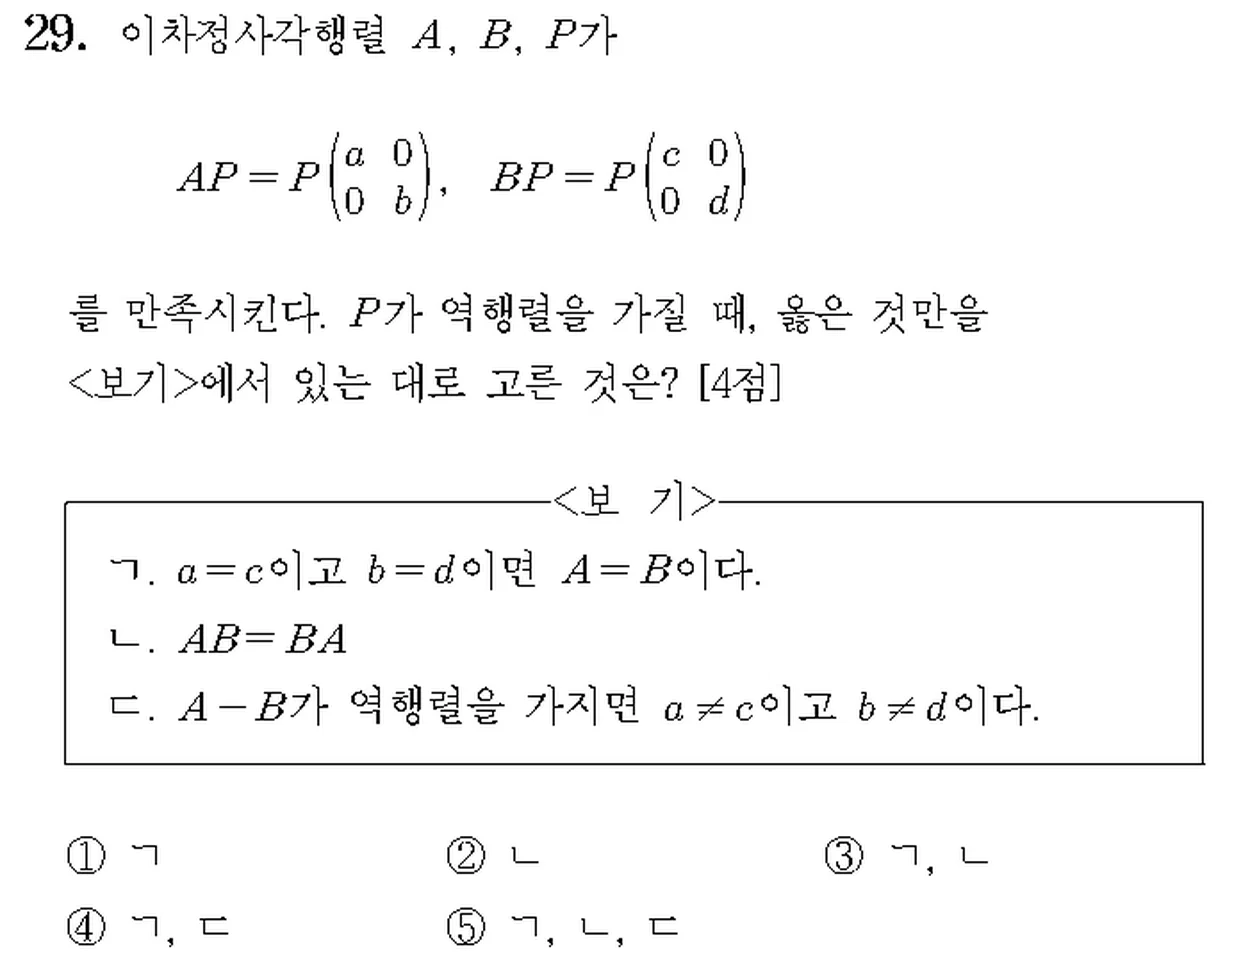 29. 이차정사각행렬 A, B, P가
AP = P(a 0
0 b), BP = P(c 0
0 d)
를 만족시킨다. P가 역행렬을 가질 때, 옳은 것만을
<보기>에서 있는 대로 고른 것은? [4점]
<보 기>
ㄱ. a = c이고 b = d이면 A = B이다.
ㄴ. AB = BA
ㄷ. A - B가 역행렬을 가지면 a ≠ c이고 b ≠ d이다.
① ㄱ ② ㄴ ③ ㄱ, ㄴ
④ ㄱ, ㄷ ⑤ ㄱ, ㄴ, ㄷ